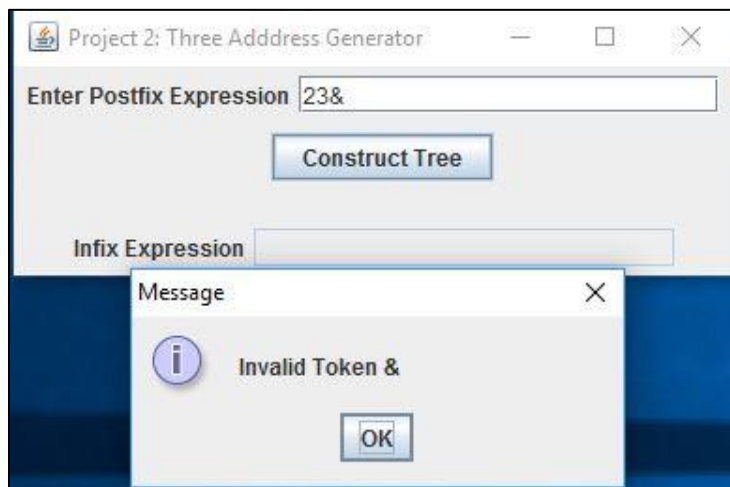 Project 2: Three Adddress Generator
Enter Postfix Expression 23&
Construct Tree
Infix Expression
Message
i
Invalid Token &
OK